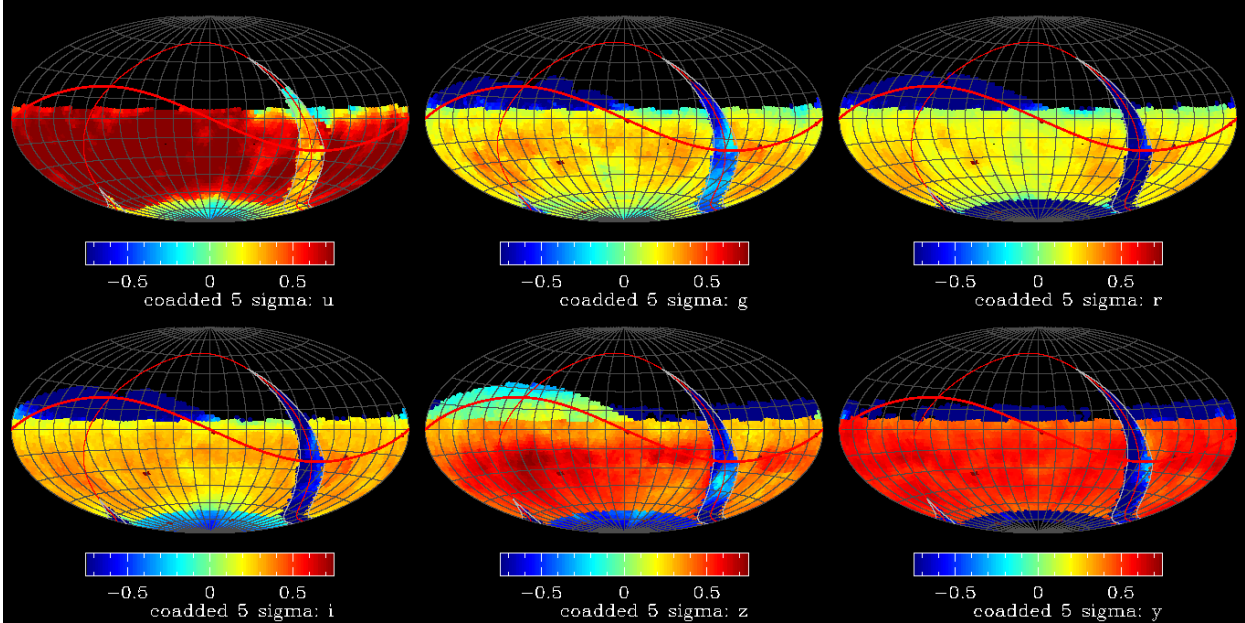 −0.5 0 0.5
coadded 5 sigma: u
−0.5 0 0.5
coadded 5 sigma: g
−0.5 0 0.5
coadded 5 sigma: r
−0.5 0 0.5
coadded 5 sigma: i
−0.5 0 0.5
coadded 5 sigma: z
−0.5 0 0.5
coadded 5 sigma: y